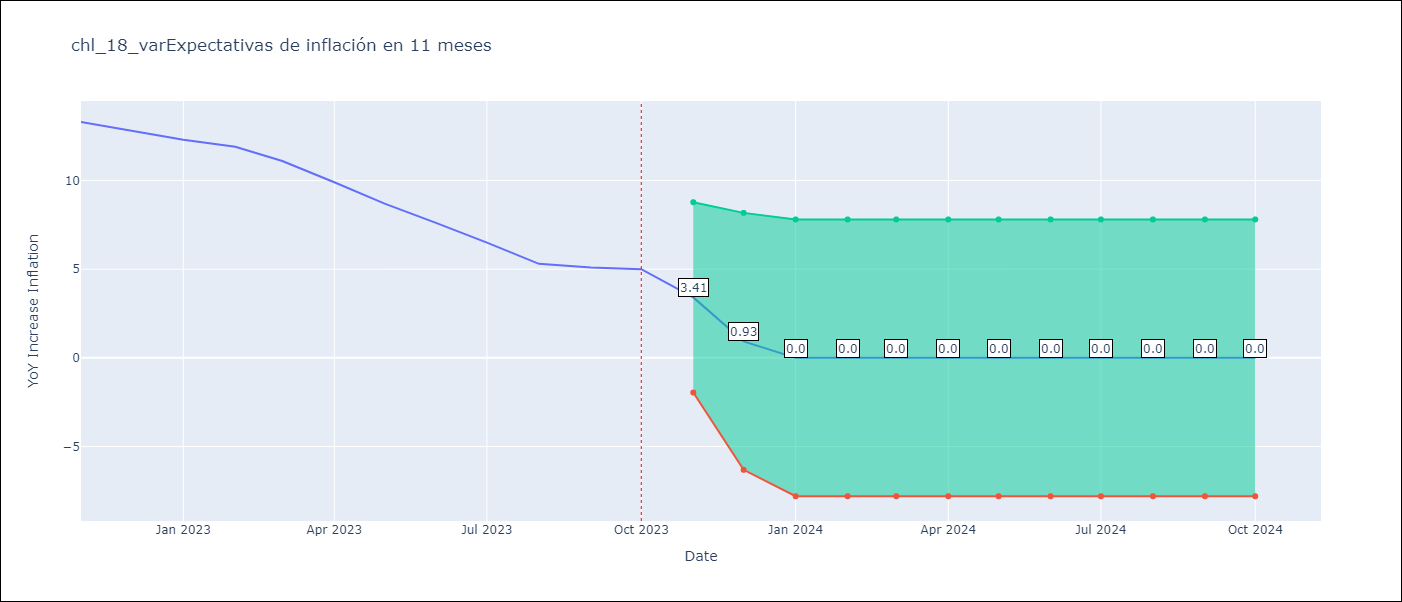 chl_18_varExpectativas de inflación en 11 meses
YoY Increase Inflation
10
5
0
−5
3.41
0.93
0.0
0.0
0.0
0.0
0.0
0.0
0.0
0.0
0.0
0.0
Jan 2023
Apr 2023
Jul 2023
Oct 2023
Jan 2024
Apr 2024
Jul 2024
Oct 2024
Date